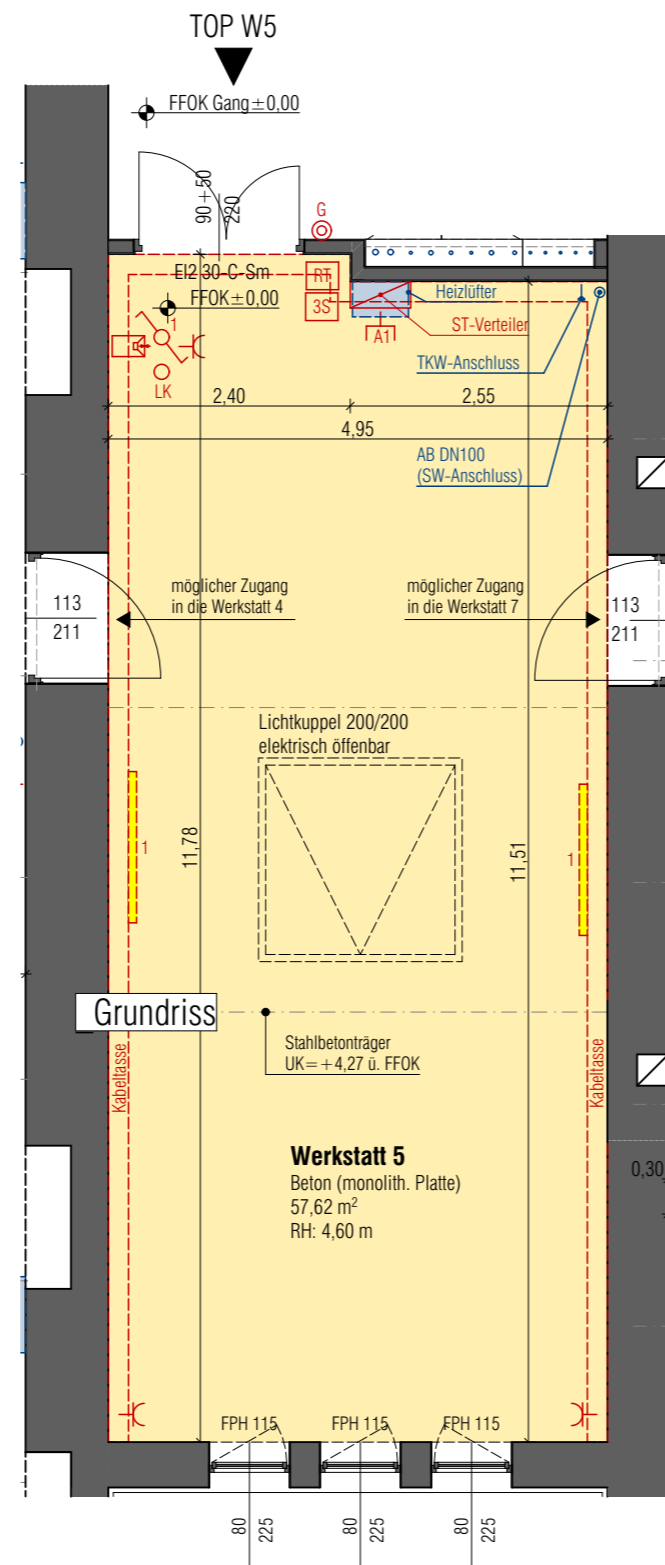 TOP W5
FFOK Gang±0,00
90+50
220
G
EI2 30-C-Sm
RT
Heizlüfter
FFOK±0,00
3S
ST-Verteiler
1
A1
TKW-Anschluss
LK
2,40
2,55
4,95
AB DN100
(SW-Anschluss)
möglicher Zugang
in die Werkstatt 4
möglicher Zugang
in die Werkstatt 7
113
211
113
211
Lichtkuppel 200/200
elektrisch öffenbar
1
11,78
11,51
1
Grundriss
Stahlbetonträger
UK=+4,27 ü. FFOK
Kabeltasse
Kabeltasse
Werkstatt 5
Beton (monolith. Platte)
57,62 m²
RH: 4,60 m
0,30
FPH 115
FPH 115
FPH 115
80
225
80
225
80
225